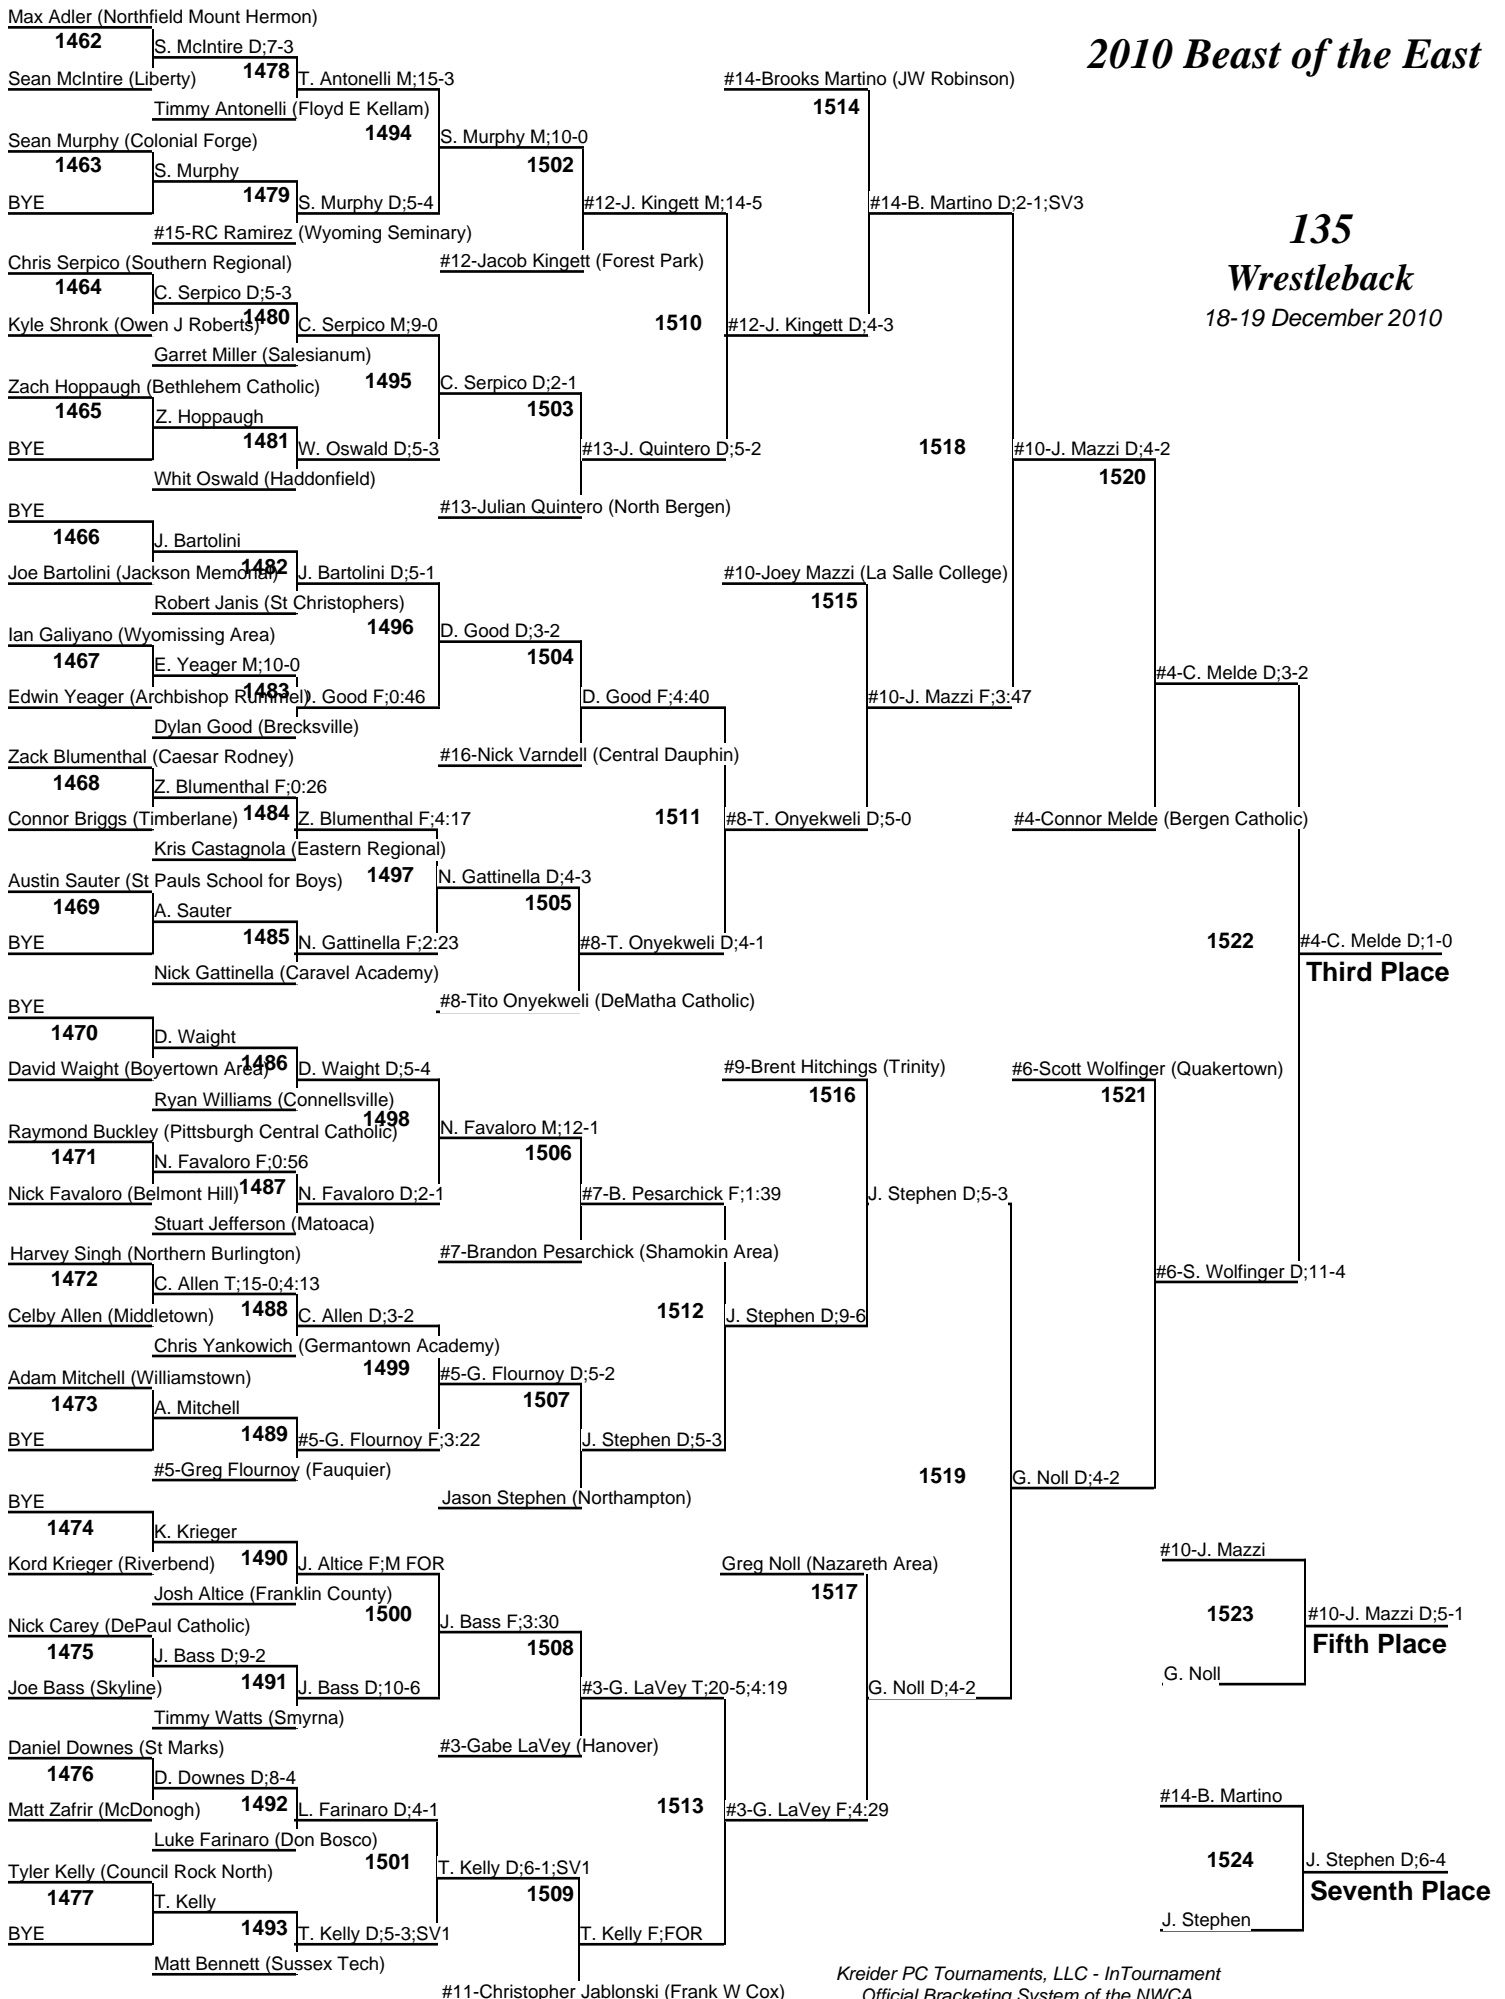 Max Adler (Northfield Mount Hermon)
1462
S. McIntire D;7-3
Sean McIntire (Liberty)
1478
T. Antonelli M;15-3
Timmy Antonelli (Floyd E Kellam)
1494
Sean Murphy (Colonial Forge)
S. Murphy M;10-0
1463
S. Murphy
1502
BYE
1479
S. Murphy D;5-4
#12-J. Kingett M;14-5
#15-RC Ramirez (Wyoming Seminary)
Chris Serpico (Southern Regional)
#12-Jacob Kingett (Forest Park)
1464
C. Serpico D;5-3
Kyle Shronk (Owen J Roberts)
1480
C. Serpico M;9-0
1510
#12-J. Kingett D;4-3
Garret Miller (Salesianum)
Zach Hoppaugh (Bethlehem Catholic)
1495
C. Serpico D;2-1
1465
Z. Hoppaugh
1503
BYE
1481
W. Oswald D;5-3
#13-J. Quintero D;5-2
Whit Oswald (Haddonfield)
#13-Julian Quintero (North Bergen)
#14-Brooks Martino (JW Robinson)
1514
#14-B. Martino D;2-1;SV3
2010 Beast of the East
135
Wrestleback
18-19 December 2010
1518
#10-J. Mazzi D;4-2
1520
BYE
1466
J. Bartolini
Joe Bartolini (Jackson Memorial)
1482
J. Bartolini D;5-1
Robert Janis (St Christophers)
1496
Ian Galiyano (Wyomissing Area)
D. Good D;3-2
1467
E. Yeager M;10-0
1504
Edwin Yeager (Archbishop Rummel)
1483
D. Good F;0:46
D. Good F;4:40
Dylan Good (Brecksville)
#16-Nick Varndell (Central Dauphin)
Zack Blumenthal (Caesar Rodney)
1468
Z. Blumenthal F;0:26
Connor Briggs (Timberlane)
1484
Z. Blumenthal F;4:17
1511
#8-T. Onyekweli D;5-0
Kris Castagnola (Eastern Regional)
1497
Austin Sauter (St Pauls School for Boys)
N. Gattinella D;4-3
1469
A. Sauter
1505
BYE
1485
N. Gattinella F;2:23
#8-T. Onyekweli D;4-1
Nick Gattinella (Caravel Academy)
#8-Tito Onyekweli (DeMatha Catholic)
#10-Joey Mazzi (La Salle College)
1515
#10-J. Mazzi F;3:47
#4-C. Melde D;3-2
#4-Connor Melde (Bergen Catholic)
1522
#4-C. Melde D;1-0
Third Place
BYE
1470
D. Waight
David Waight (Boyertown Area)
1486
D. Waight D;5-4
Ryan Williams (Connellsville)
1498
Raymond Buckley (Pittsburgh Central Catholic)
N. Favaloro M;12-1
1471
N. Favaloro F;0:56
1506
Nick Favaloro (Belmont Hill)
1487
N. Favaloro D;2-1
#7-B. Pesarchick F;1:39
Stuart Jefferson (Matoaca)
#7-Brandon Pesarchick (Shamokin Area)
Harvey Singh (Northern Burlington)
1472
C. Allen T;15-0;4:13
Celby Allen (Middletown)
1488
C. Allen D;3-2
1512
J. Stephen D;9-6
Chris Yankowich (Germantown Academy)
1499
Adam Mitchell (Williamstown)
#5-G. Flournoy D;5-2
1473
A. Mitchell
1507
BYE
1489
#5-G. Flournoy F;3:22
J. Stephen D;5-3
#5-Greg Flournoy (Fauquier)
Jason Stephen (Northampton)
#9-Brent Hitchings (Trinity)
1516
J. Stephen D;5-3
#6-Scott Wolfinger (Quakertown)
1521
#6-S. Wolfinger D;11-4
1519
G. Noll D;4-2
BYE
1474
K. Krieger
Kord Krieger (Riverbend)
1490
J. Altice F;M FOR
Josh Altice (Franklin County)
1500
Nick Carey (DePaul Catholic)
J. Bass F;3:30
1475
J. Bass D;9-2
1508
Joe Bass (Skyline)
1491
J. Bass D;10-6
#3-G. LaVey T;20-5;4:19
Timmy Watts (Smyrna)
#3-Gabe LaVey (Hanover)
Daniel Downes (St Marks)
1476
D. Downes D;8-4
Matt Zafrir (McDonogh)
1492
L. Farinaro D;4-1
1513
#3-G. LaVey F;4:29
Luke Farinaro (Don Bosco)
1501
Tyler Kelly (Council Rock North)
T. Kelly D;6-1;SV1
1477
T. Kelly
1509
BYE
1493
T. Kelly D;5-3;SV1
T. Kelly F;FOR
Matt Bennett (Sussex Tech)
#11-Christopher Jablonski (Frank W Cox)
Greg Noll (Nazareth Area)
1517
G. Noll D;4-2
#10-J. Mazzi
1523
#10-J. Mazzi D;5-1
Fifth Place
G. Noll
#14-B. Martino
1524
J. Stephen D;6-4
Seventh Place
J. Stephen
Kreider PC Tournaments, LLC - InTournament
Official Bracketing System of the NWCA